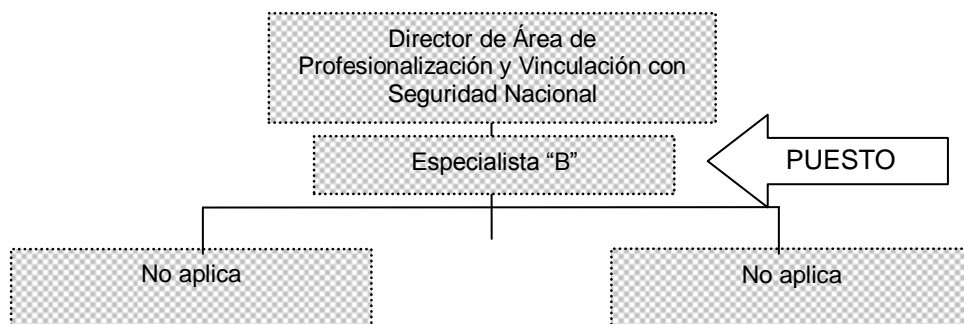 Director de Área de
Profesionalización y Vinculación con
Seguridad Nacional
Especialista “B”
PUESTO
No aplica
No aplica